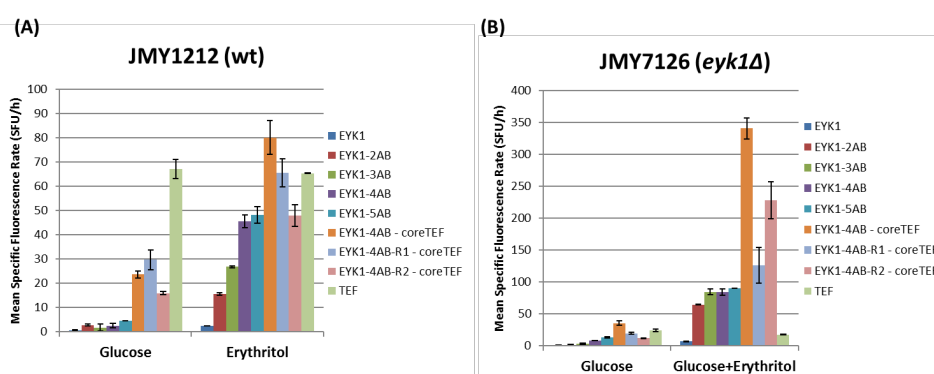 (A)
JMY1212 (wt)
Mean Specific Fluorescence Rate (SFU/h)
100
90
80
70
60
50
40
30
20
10
0
Glucose
Erythritol
EYK1
EYK1-2AB
EYK1-3AB
EYK1-4AB
EYK1-5AB
EYK1-4AB - coreTEF
EYK1-4AB-R1 - coreTEF
EYK1-4AB-R2 - coreTEF
TEF
(B)
JMY7126 (eyk1Δ)
Mean Specific Fluorescence Rate (SFU/h)
400
350
300
250
200
150
100
50
0
Glucose
Glucose+Erythritol
EYK1
EYK1-2AB
EYK1-3AB
EYK1-4AB
EYK1-5AB
EYK1-4AB - coreTEF
EYK1-4AB-R1 - coreTEF
EYK1-4AB-R2 - coreTEF
TEF